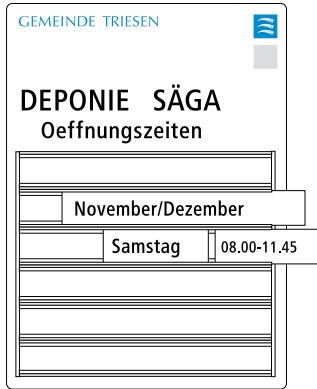 GEMEINDE TRIESEN
DEPONIE SÄGA
Oeffnungszeiten
November/Dezember
Samstag 08.00-11.45